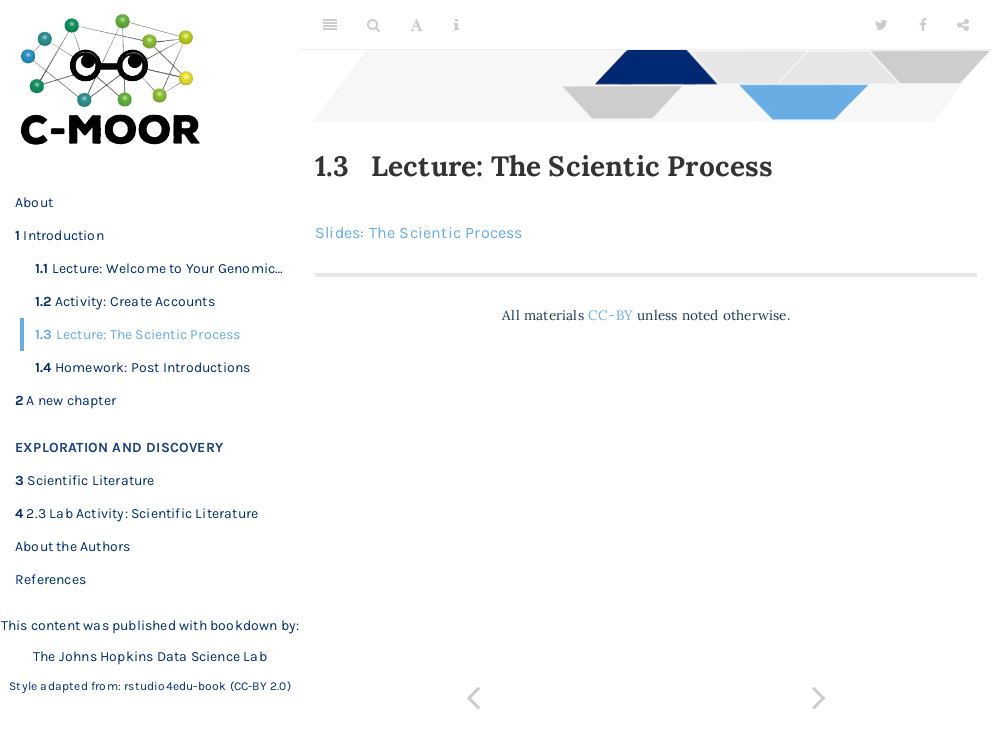 C-MOOR
About
1 Introduction
1.1 Lecture: Welcome to Your Genomic...
1.2 Activity: Create Accounts
1.3 Lecture: The Scientic Process
1.4 Homework: Post Introductions
2 A new chapter
EXPLORATION AND DISCOVERY
3 Scientific Literature
4 2.3 Lab Activity: Scientific Literature
About the Authors
References
This content was published with bookdown by:
The Johns Hopkins Data Science Lab
Style adapted from: rstudio4edu-book (CC-BY 2.0)
A i
1.3 Lecture: The Scientic Process
Slides: The Scientic Process
All materials CC-BY unless noted otherwise.